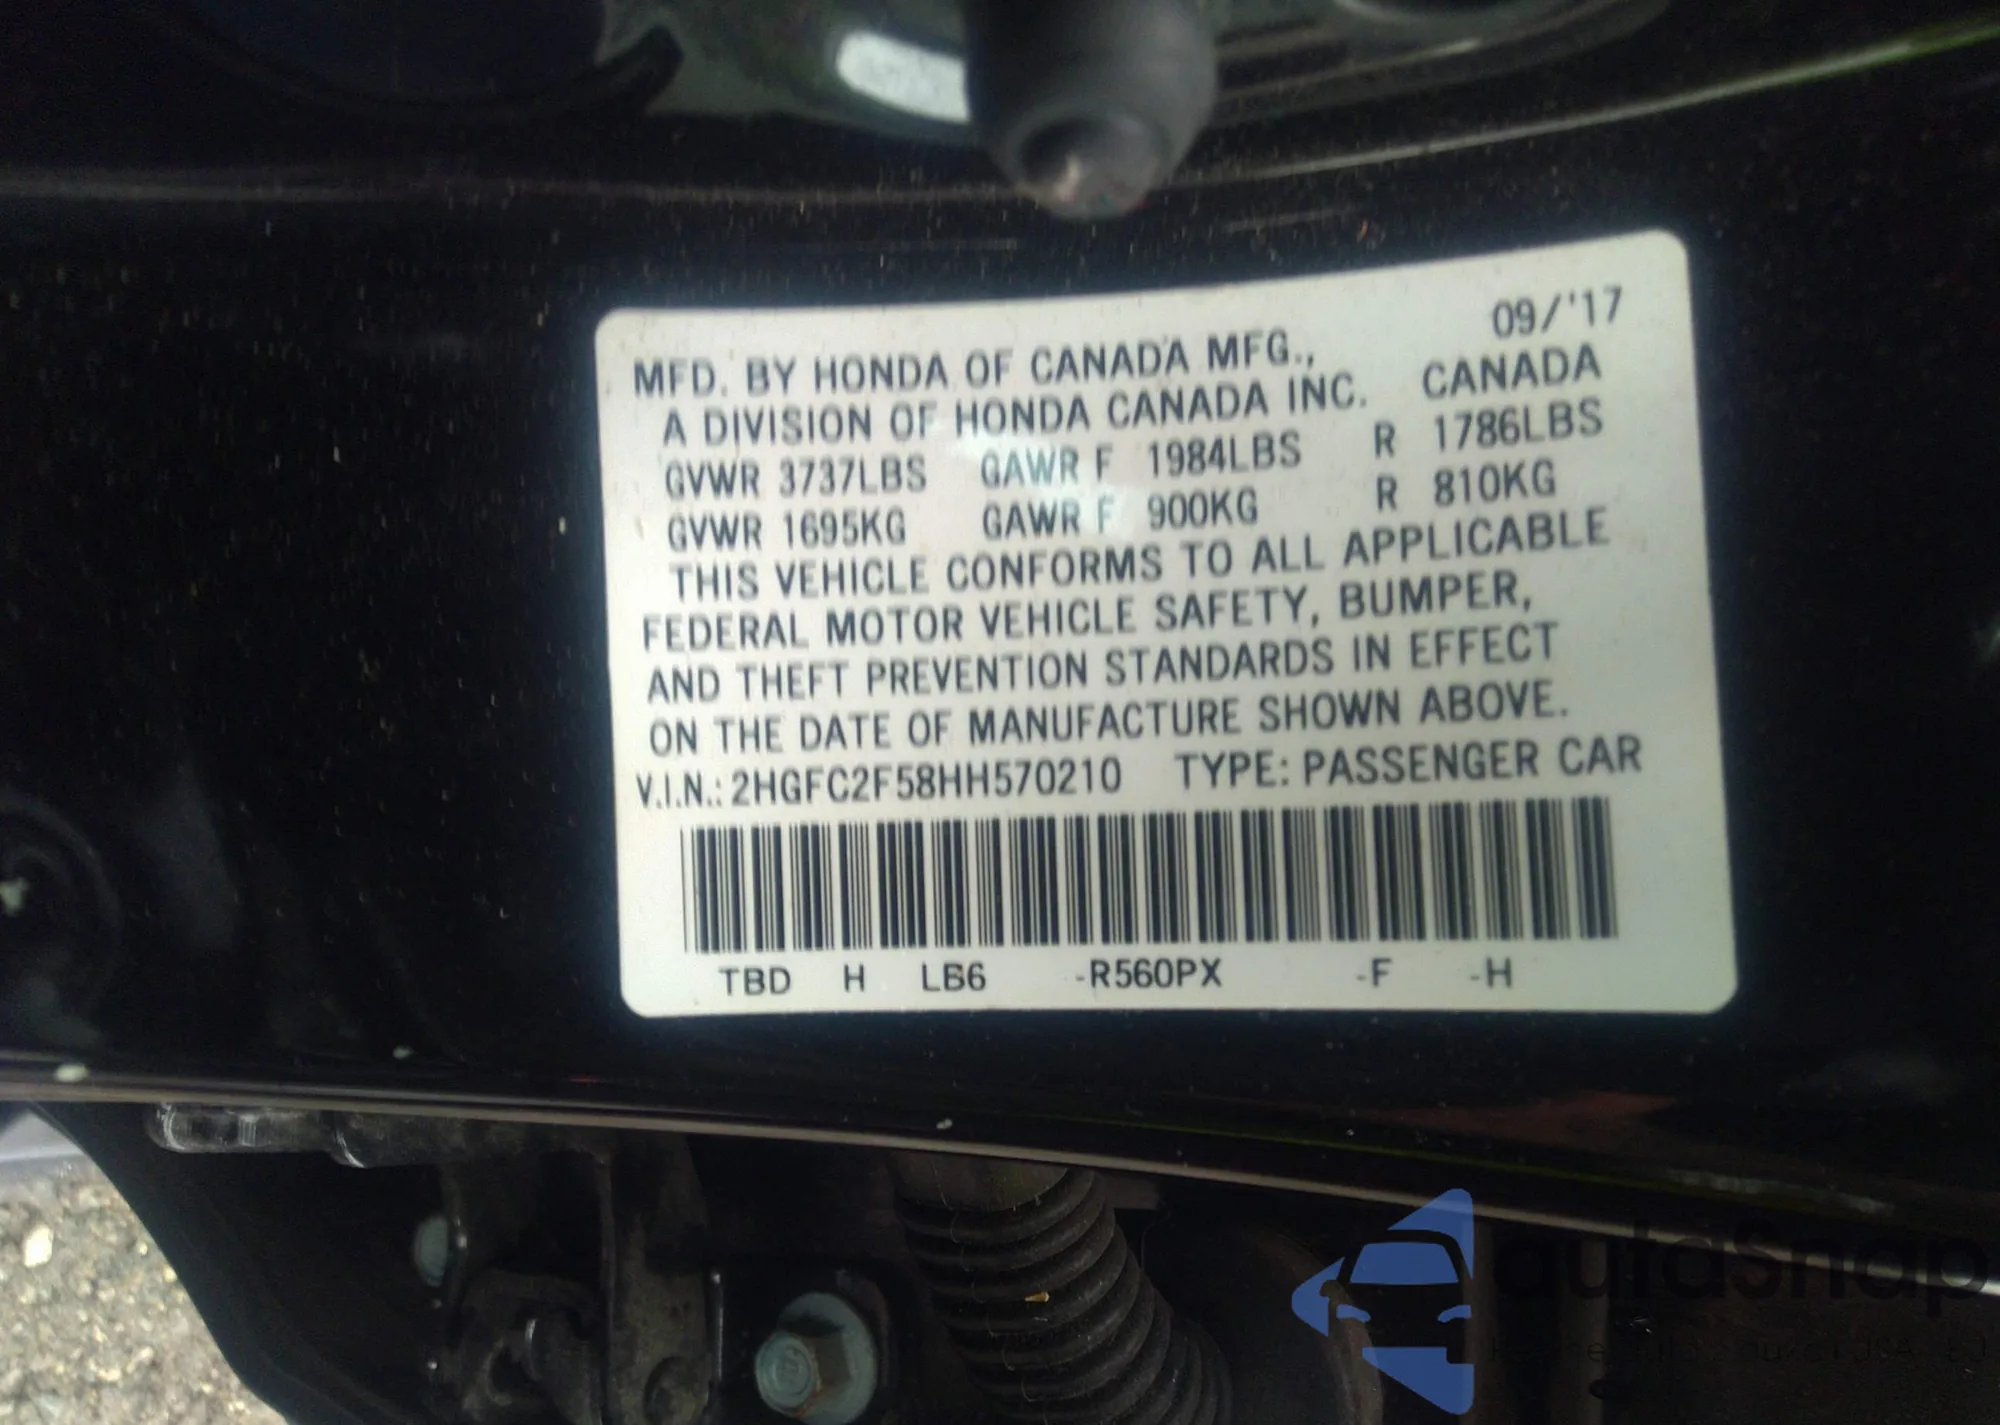 09/'17
MFD. BY HONDA OF CANADA MFG.,
A DIVISION OF HONDA CANADA INC. CANADA
GVWR 3737LBS GAWR F 1984LBS R 1786LBS
GVWR 1695KG GAWR F 900KG R 810KG
THIS VEHICLE CONFORMS TO ALL APPLICABLE
FEDERAL MOTOR VEHICLE SAFETY, BUMPER,
AND THEFT PREVENTION STANDARDS IN EFFECT
ON THE DATE OF MANUFACTURE SHOWN ABOVE.
V.I.N.: 2HGFC2F58HH570210 TYPE: PASSENGER CAR
TBD H LB6 -R560PX -F -H
autoSnap